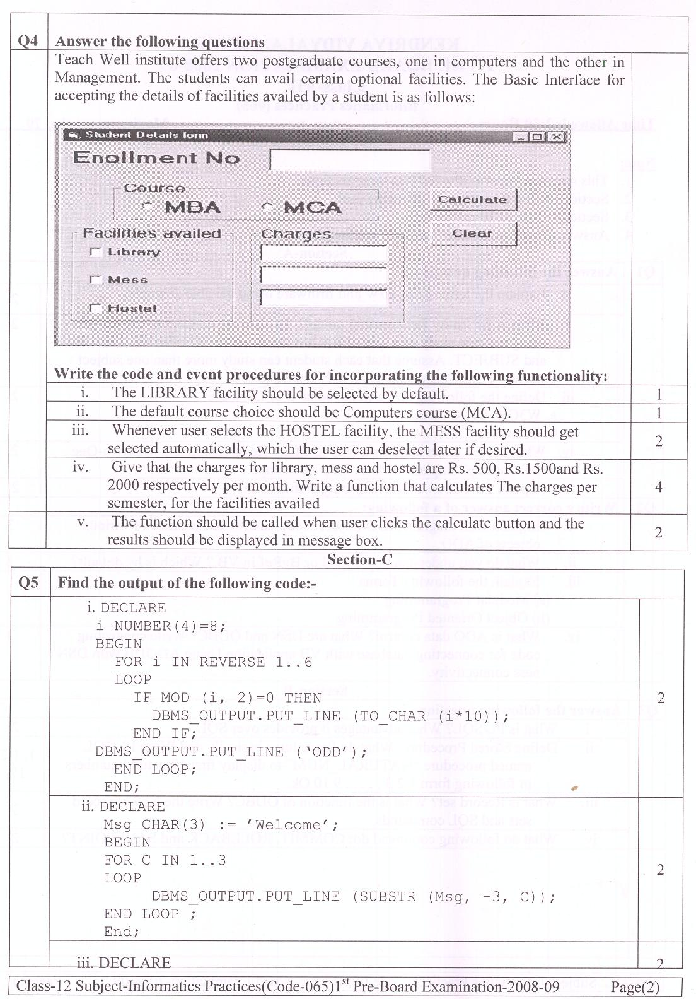 Q4 Answer the following questions
Teach Well institute offers two postgraduate courses, one in computers and the other in
Management. The students can avail certain optional facilities. The Basic Interface for
accepting the details of facilities availed by a student is as follows:
Student Details form
Enollment No
Course
MBA MCA
Calculate
Facilities availed Charges
Clear
Library
Mess
Hostel
Write the code and event procedures for incorporating the following functionality:
i. The LIBRARY facility should be selected by default. 1
ii. The default course choice should be Computers course (MCA). 1
iii. Whenever user selects the HOSTEL facility, the MESS facility should get
selected automatically, which the user can deselect later if desired. 2
iv. Give that the charges for library, mess and hostel are Rs. 500, Rs.1500and Rs.
2000 respectively per month. Write a function that calculates The charges per 4
semester, for the facilities availed
v. The function should be called when user clicks the calculate button and the
results should be displayed in message box. 2
Section-C
Q5 Find the output of the following code:-
i. DECLARE
i NUMBER(4)=8;
BEGIN
FOR i IN REVERSE 1..6
LOOP
IF MOD (i, 2)=0 THEN 2
DBMS_OUTPUT.PUT_LINE (TO_CHAR (i*10));
END IF;
DBMS_OUTPUT.PUT_LINE ('ODD');
END LOOP;
END;
ii. DECLARE
Msg CHAR(3) := 'Welcome';
BEGIN
FOR C IN 1..3
LOOP 2
DBMS_OUTPUT.PUT_LINE (SUBSTR (Msg, -3, C));
END LOOP ;
End;
iii. DECLARE 2
Class-12 Subject-Informatics Practices(Code-065)1st Pre-Board Examination-2008-09 Page(2)